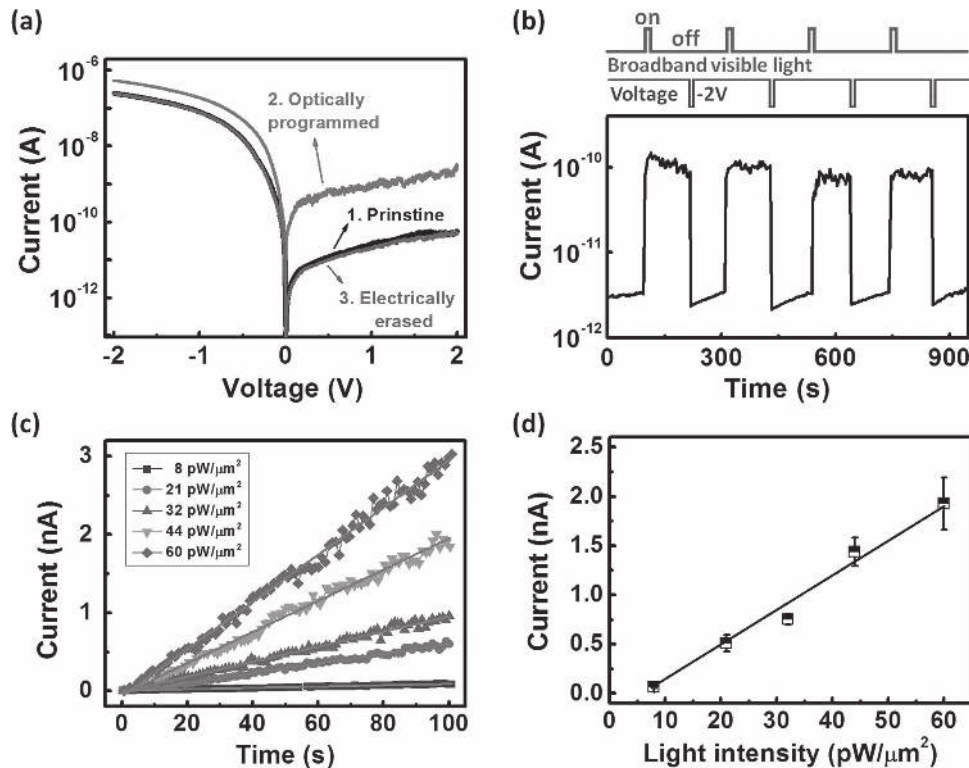 (a)
Current (A)
10-6
10-8
10-10
10-12
2. Optically
programmed
1. Prinstine
3. Electrically
erased
-2 -1 0 1 2
Voltage (V)
(b)
on
off
Broadband visible light
Voltage -2V
Current (A)
10-10
10-11
10-12
0 300 600 900
Time (s)
(c)
Current (nA)
3
2
1
0
8 pW/μm2
21 pW/μm2
32 pW/μm2
44 pW/μm2
60 pW/μm2
0 20 40 60 80 100
Time (s)
(d)
Current (nA)
2.5
2.0
1.5
1.0
0.5
0.0
0 10 20 30 40 50 60
Light intensity (pW/μm2)